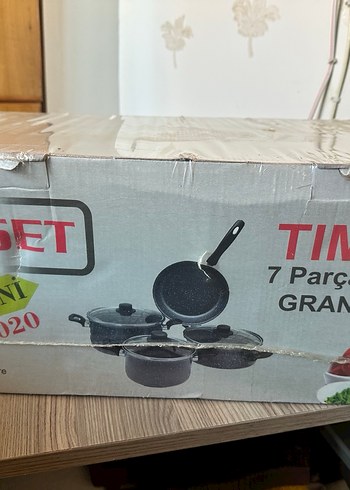 SET
Nİ
020
TIM
7 Parça
GRAN